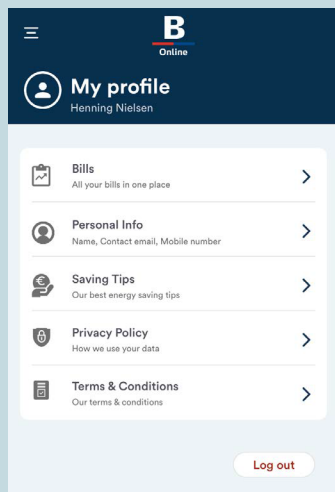 B
Online
My profile
Henning Nielsen
Bills
All your bills in one place
Personal Info
Name, Contact email, Mobile number
Saving Tips
Our best energy saving tips
Privacy Policy
How we use your data
Terms & Conditions
Our terms & conditions
Log out